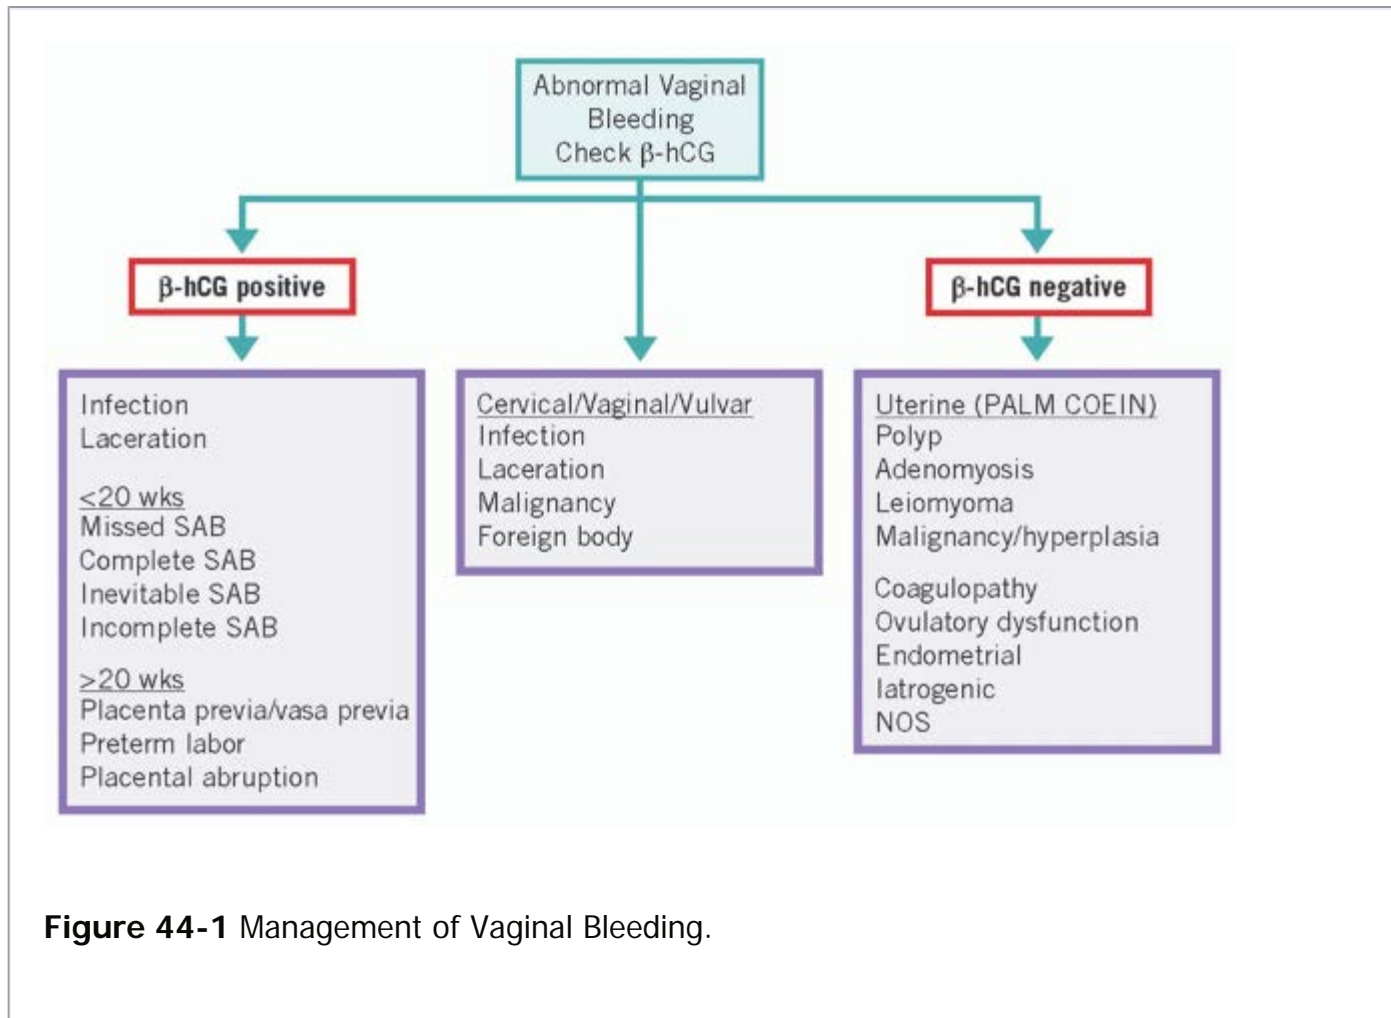 Abnormal Vaginal
Bleeding
Check β-hCG
β-hCG positive
Infection
Laceration
<20 wks
Missed SAB
Complete SAB
Inevitable SAB
Incomplete SAB
>20 wks
Placenta previa/vasa previa
Preterm labor
Placental abruption
Cervical/Vaginal/Vulvar
Infection
Laceration
Malignancy
Foreign body
β-hCG negative
Uterine (PALM COEIN)
Polyp
Adenomyosis
Leiomyoma
Malignancy/hyperplasia
Coagulopathy
Ovulatory dysfunction
Endometrial
Iatrogenic
NOS
Figure 44-1 Management of Vaginal Bleeding.